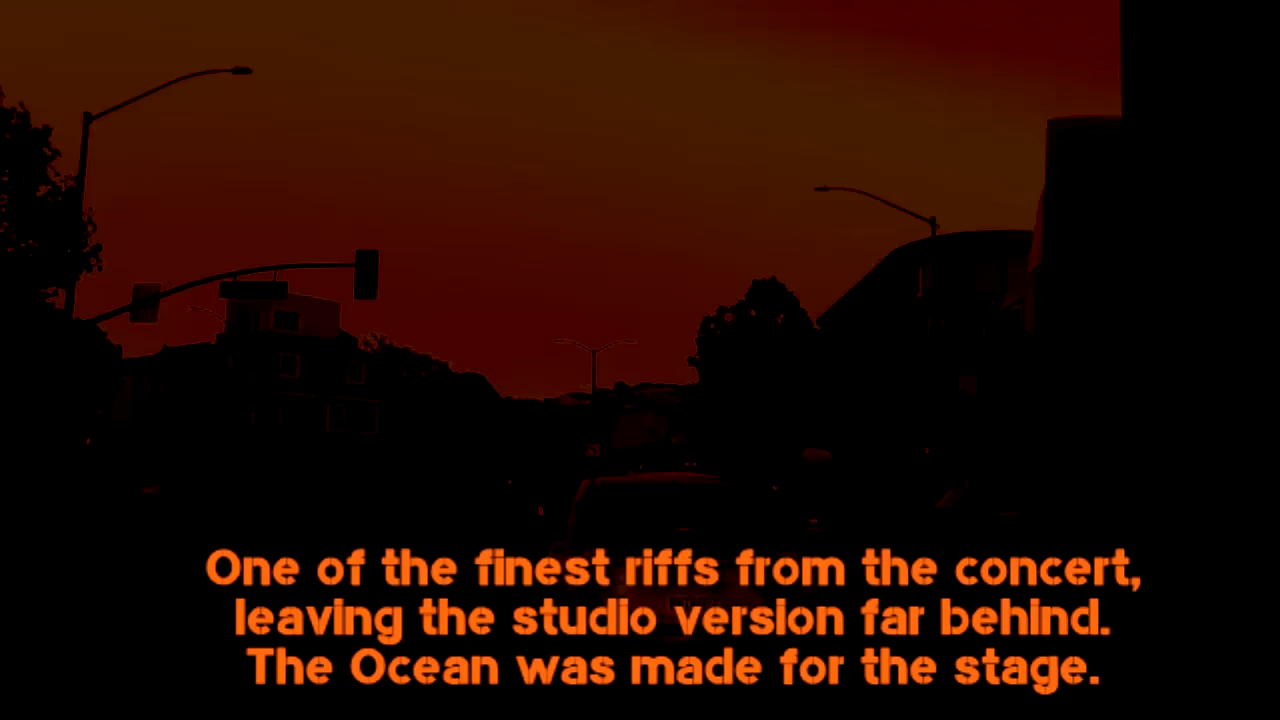 One of the finest riffs from the concert,
leaving the studio version far behind.
The Ocean was made for the stage.